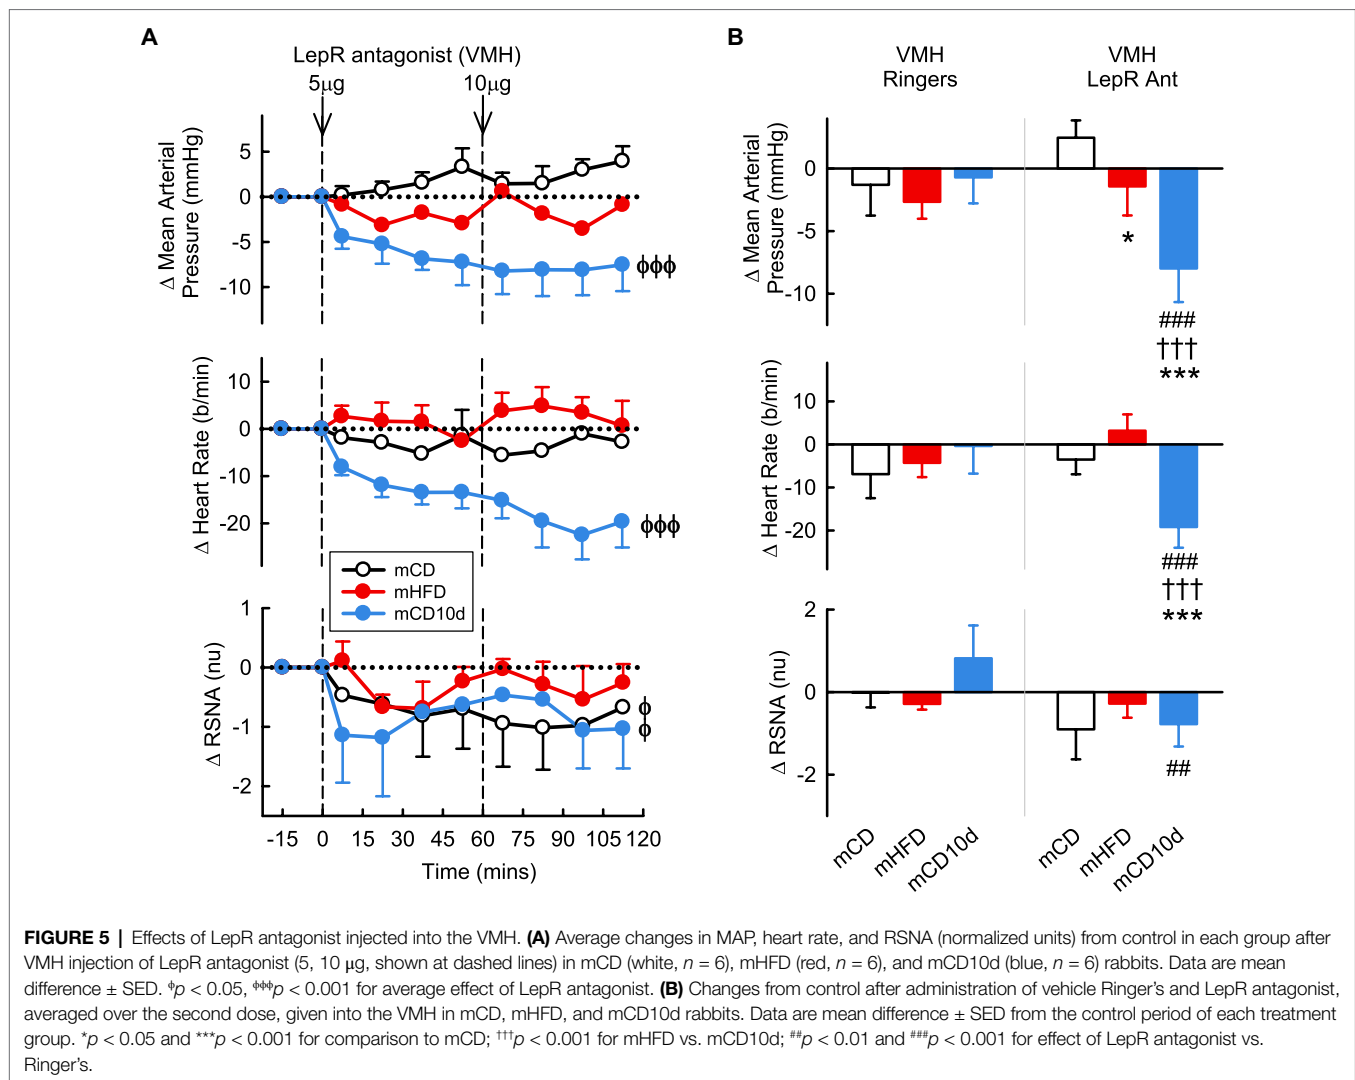 A
LepR antagonist (VMH)
5µg
10µg
Δ Mean Arterial
Pressure (mmHg)
5
0
-5
-10
ϕϕϕ
Δ Heart Rate (b/min)
10
0
-10
-20
ϕϕϕ
mCD
mHFD
mCD10d
Δ RSNA (nu)
1
0
-1
-2
ϕ
ϕ
-15 0 15 30 45 60 75 90 105 120
Time (mins)
B
VMH
Ringers
VMH
LepR Ant
Δ Mean Arterial
Pressure (mmHg)
0
-5
-10
*
###
†††
***
Δ Heart Rate (b/min)
10
0
-10
-20
###
†††
***
Δ RSNA (nu)
2
0
-2
##
mCD
mHFD
mCD10d
mCD
mHFD
mCD10d
FIGURE 5 | Effects of LepR antagonist injected into the VMH. (A) Average changes in MAP, heart rate, and RSNA (normalized units) from control in each group after
VMH injection of LepR antagonist (5, 10 μg, shown at dashed lines) in mCD (white, n = 6), mHFD (red, n = 6), and mCD10d (blue, n = 6) rabbits. Data are mean
difference ± SED. ϕp < 0.05, ϕϕϕp < 0.001 for average effect of LepR antagonist. (B) Changes from control after administration of vehicle Ringer's and LepR antagonist,
averaged over the second dose, given into the VMH in mCD, mHFD, and mCD10d rabbits. Data are mean difference ± SED from the control period of each treatment
group. *p < 0.05 and ***p < 0.001 for comparison to mCD; †††p < 0.001 for mHFD vs. mCD10d; ##p < 0.01 and ###p < 0.001 for effect of LepR antagonist vs.
Ringer's.